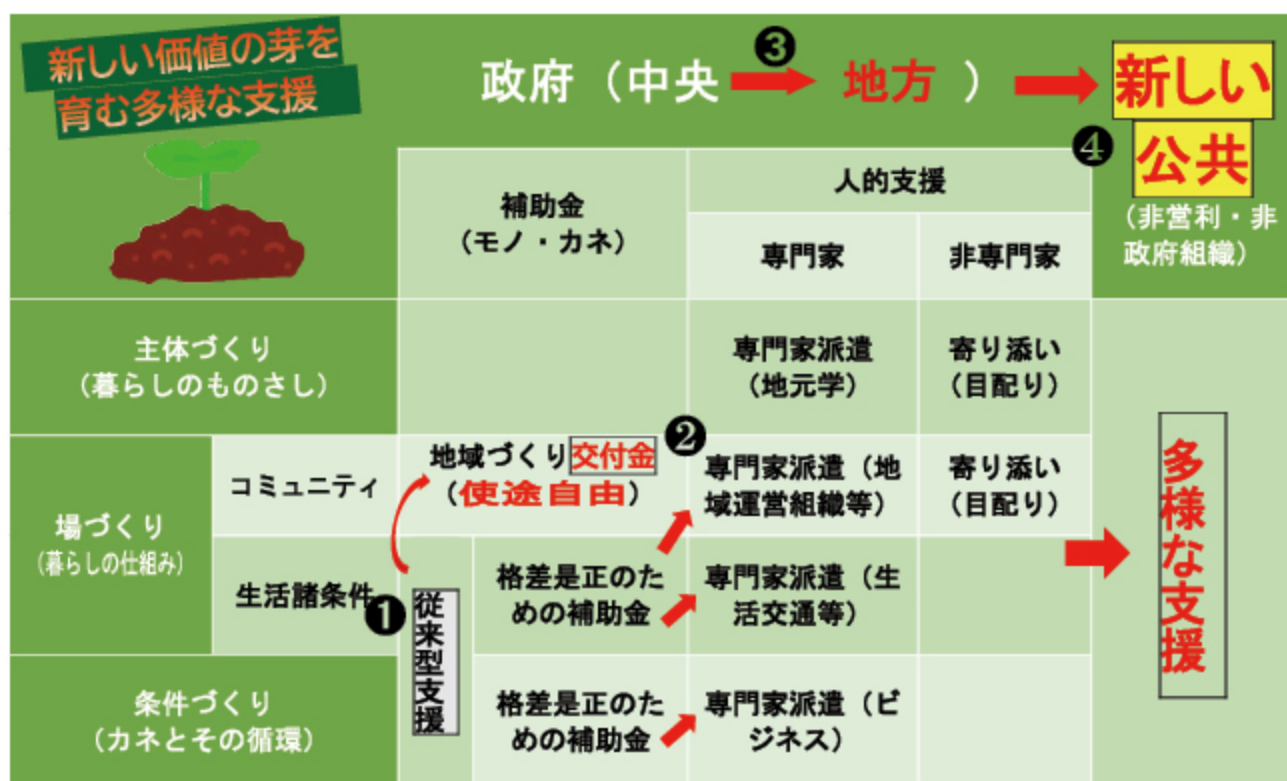 新しい価値の芽を
育む多様な支援
政府（中央
❸
地方
）
新しい
公共
❹
（非営利・非
政府組織）
補助金
（モノ・カネ）
人的支援
専門家
非専門家
主体づくり
（暮らしのものさし）
専門家派遣
（地元学）
寄り添い
（目配り）
場づくり
（暮らしの仕組み）
コミュニティ
地域づくり交付金
（使途自由）
❷
専門家派遣（地
域運営組織等）
寄り添い
（目配り）
生活諸条件
❶
従来型支援
格差是正のた
めの補助金
専門家派遣（生
活交通等）
条件づくり
（カネとその循環）
格差是正のた
めの補助金
専門家派遣（ビ
ジネス）
多様な支援